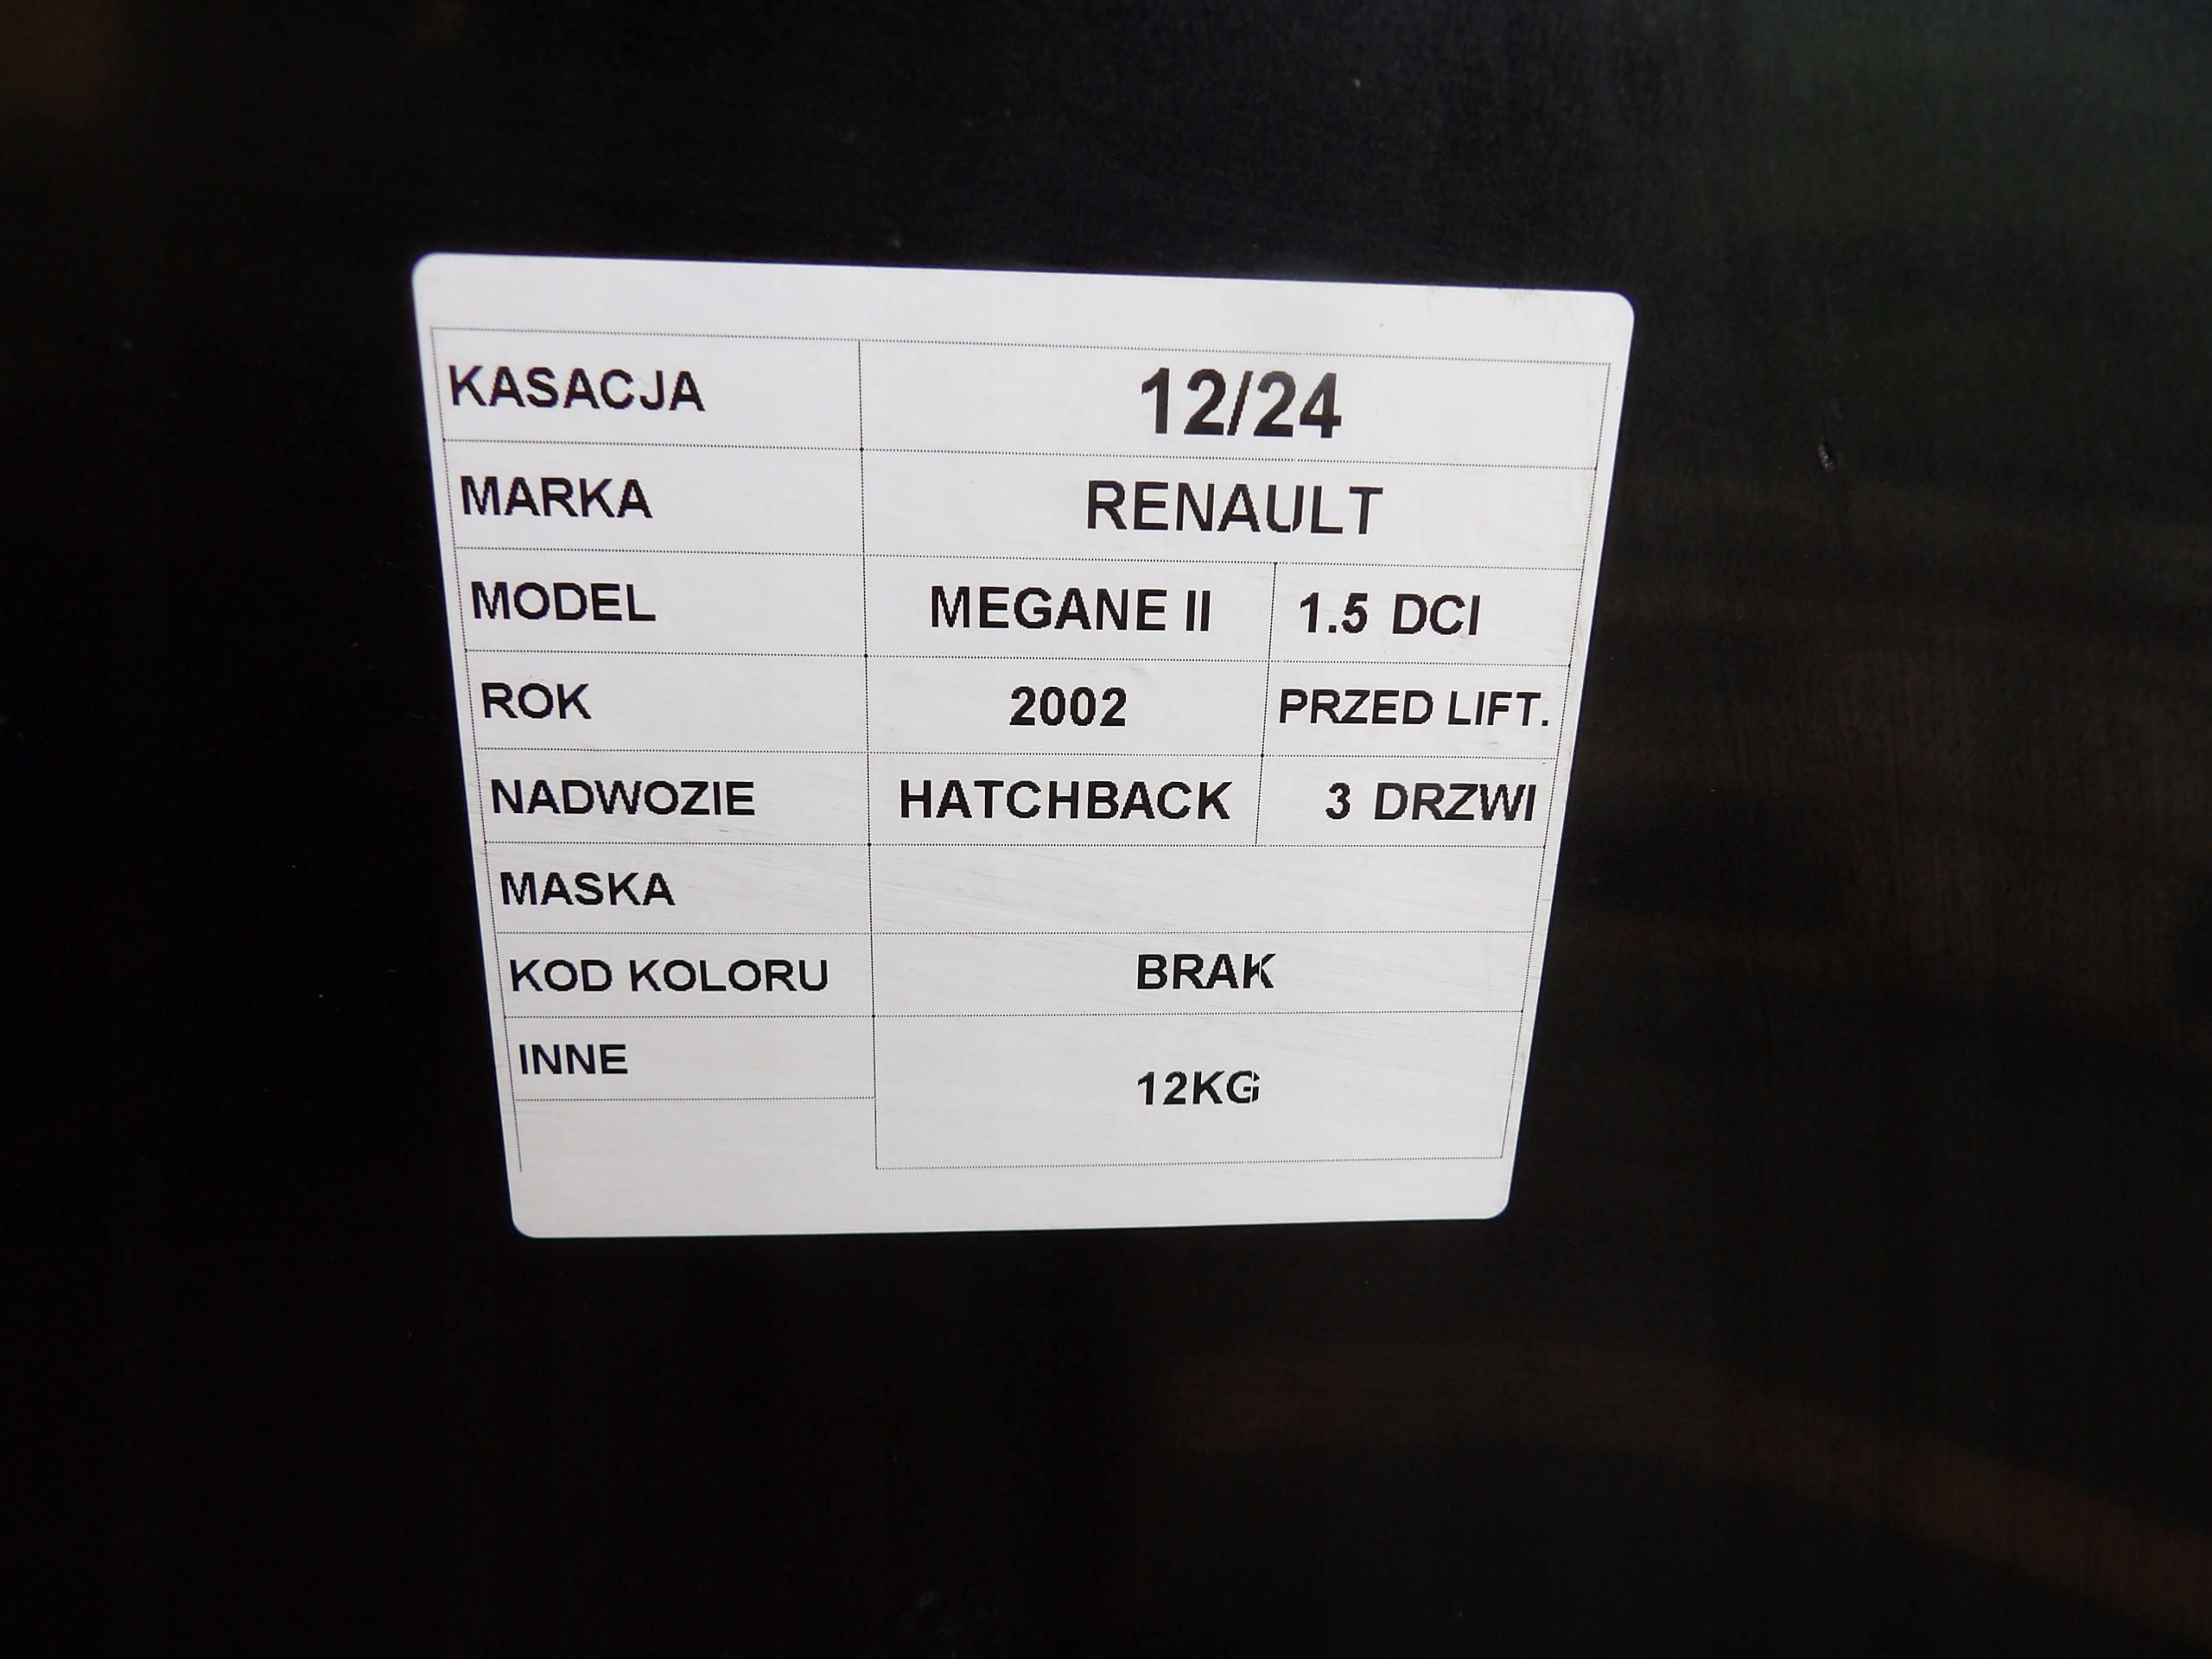 KASACJA 12/24
MARKA RENAULT
MODEL MEGANE II 1.5 DCI
ROK 2002 PRZED LIFT.
NADWOZIE HATCHBACK 3 DRZWI
MASKA
KOD KOLORU BRAK
INNE 12KG